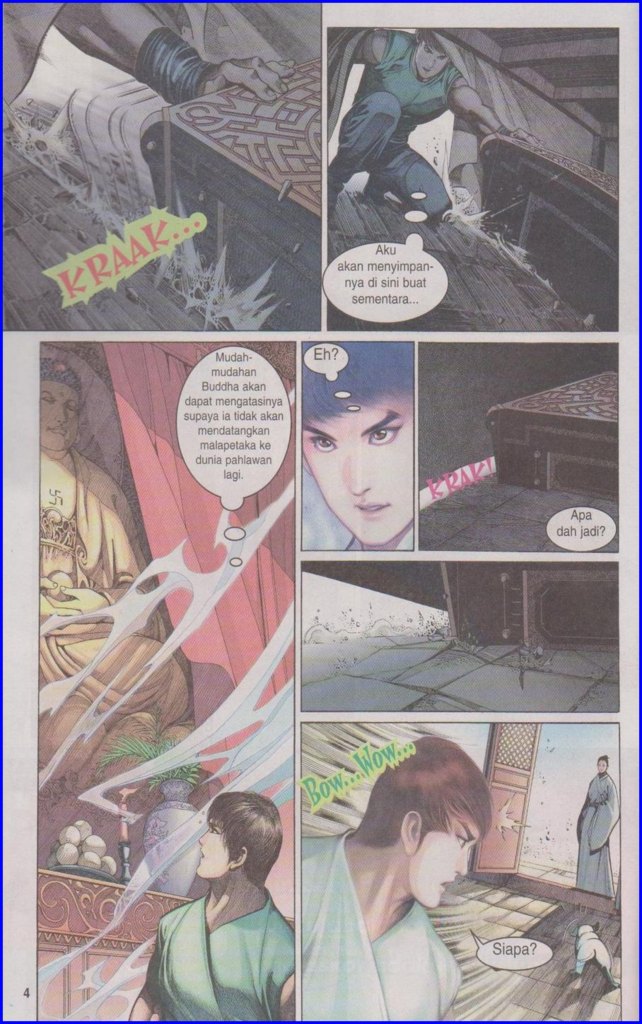 KRAAK...
Aku
akan menyimpan-
nya di sini buat
sementara...
Mudah-
mudahan
Buddha akan
dapat mengatasinya
supaya ia tidak akan
mendatangkan
malapetaka ke
dunia pahlawan
lagi.
Eh?
KRAK!
Apa
dah jadi?
BOW...WOW...
Siapa?
4